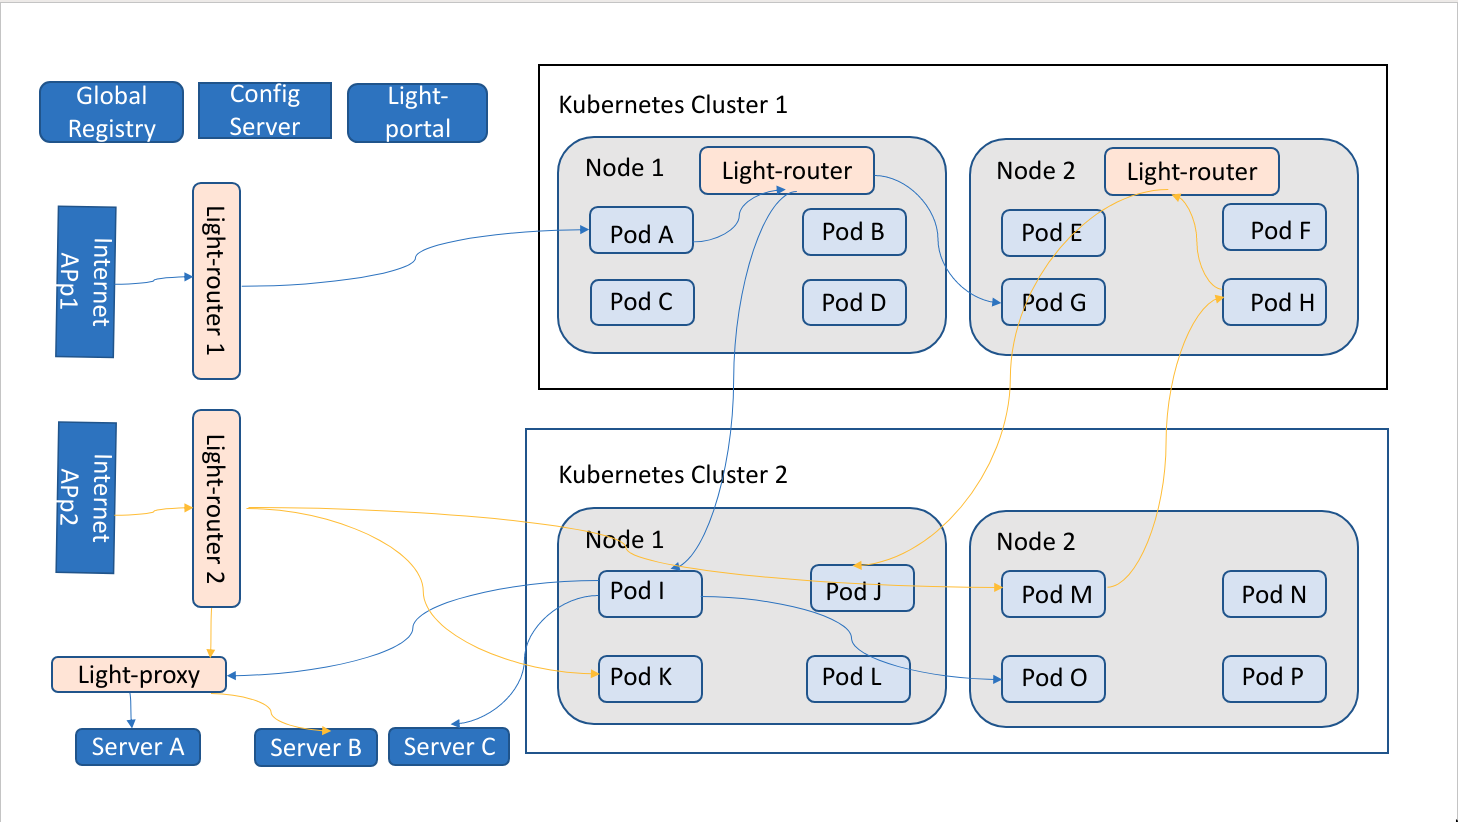 Global
Registry
Config
Server
Light-
portal
Internet
APp1
Light-router 1
Internet
APp2
Light-router 2
Light-proxy
Server A
Server B
Server C
Kubernetes Cluster 1
Node 1
Light-router
Pod A
Pod B
Pod C
Pod D
Node 2
Light-router
Pod E
Pod F
Pod G
Pod H
Kubernetes Cluster 2
Node 1
Pod I
Pod J
Pod K
Pod L
Node 2
Pod M
Pod N
Pod O
Pod P